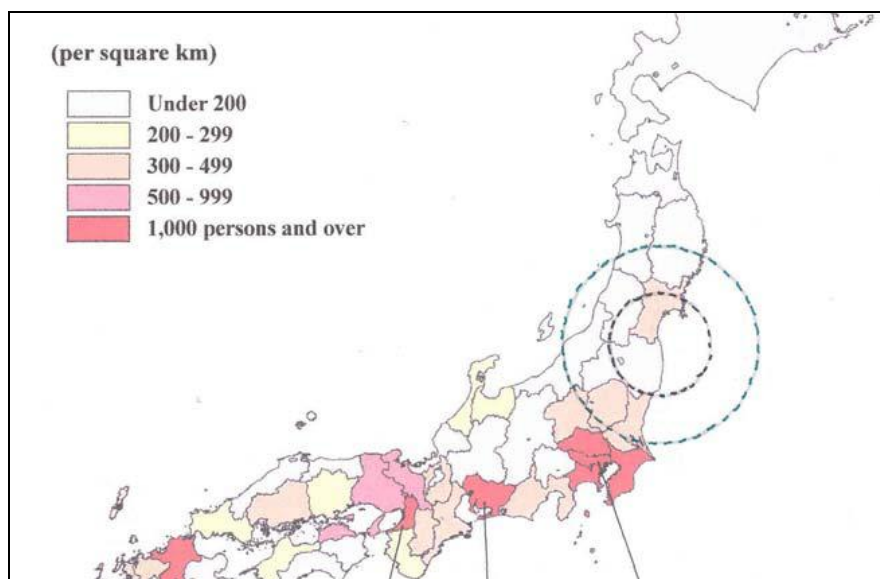 (per square km)
Under 200
200 - 299
300 - 499
500 - 999
1,000 persons and over